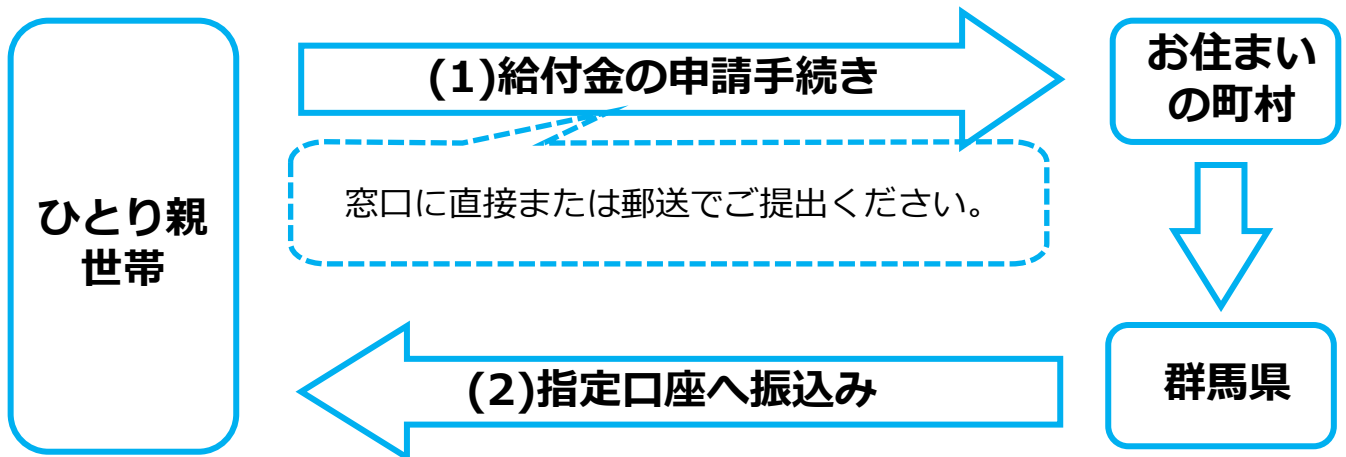 ひとり親
世帯
(1)給付金の申請手続き
窓口に直接または郵送でご提出ください。
お住まい
の町村
群馬県
(2)指定口座へ振込み